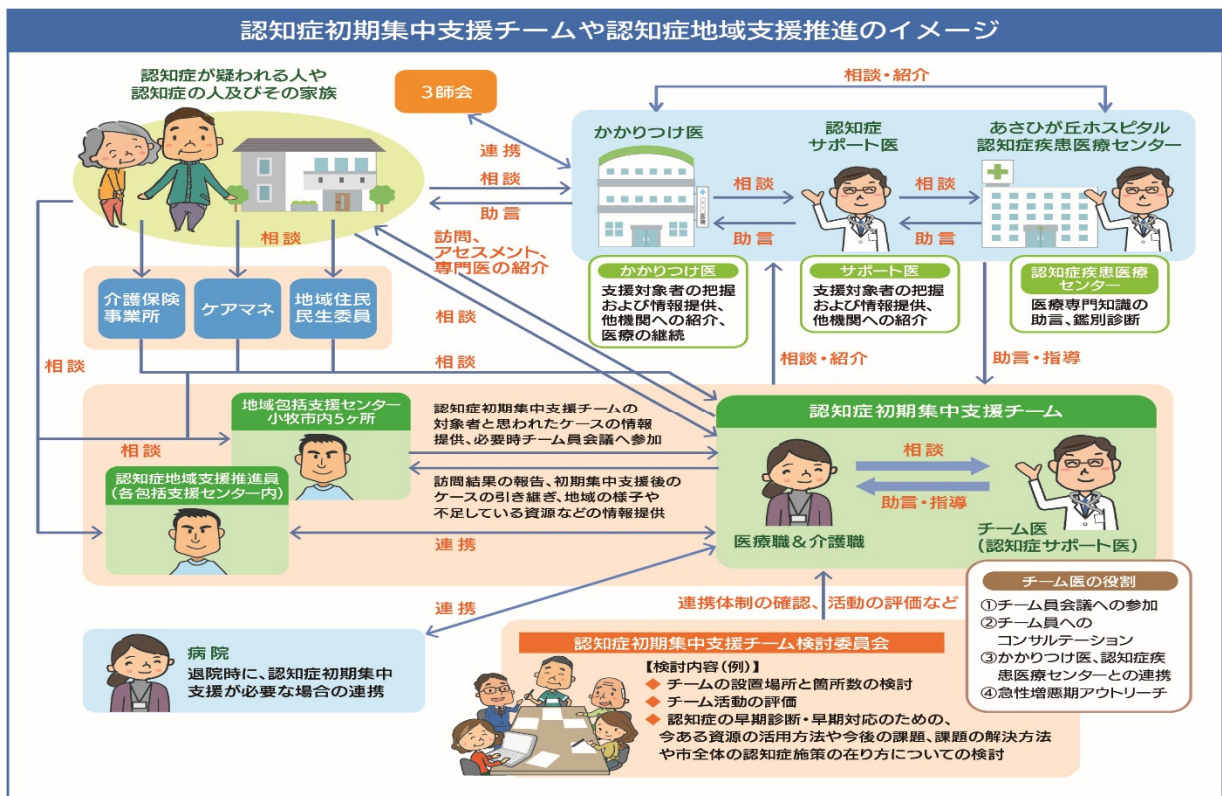 認知症初期集中支援チームや認知症地域支援推進のイメージ
認知症が疑われる人や
認知症の人及びその家族
3師会
連携
相談
助言
相談・紹介
かかりつけ医
認知症
サポート医
あさひが丘ホスピタル
認知症疾患医療センター
相談
助言
相談
助言
かかりつけ医
支援対象者の把握
および情報提供、
他機関への紹介、
医療の継続
サポート医
支援対象者の把握
および情報提供、
他機関への紹介
認知症疾患医療
センター
医療専門知識の
助言、鑑別診断
相談
訪問、
アセスメント、
専門医の紹介
相談
介護保険
事業所
ケアマネ
地域住民
民生委員
相談
相談
相談・紹介
助言・指導
地域包括支援センター
小牧市内5ヶ所
相談
認知症地域支援推進員
(各包括支援センター内)
認知症初期集中支援チームの
対象者と思われたケースの情報
提供、必要時チーム員会議へ参加
訪問結果の報告、初期集中支援後の
ケースの引き継ぎ、地域の様子や
不足している資源などの情報提供
連携
認知症初期集中支援チーム
相談
助言・指導
医療職&介護職
チーム医
(認知症サポート医)
チーム医の役割
①チーム員会議への参加
②チーム員への
コンサルテーション
③かかりつけ医、認知症疾
患医療センターとの連携
④急性増悪期アウトリーチ
連携
連携体制の確認、活動の評価など
病院
退院時に、認知症初期集中
支援が必要な場合の連携
認知症初期集中支援チーム検討委員会
【検討内容(例)】
◆ チームの設置場所と箇所数の検討
◆ チーム活動の評価
◆ 認知症の早期診断・早期対応のための、
今ある資源の活用方法や今後の課題、課題の解決方法
や市全体の認知症施策の在り方についての検討